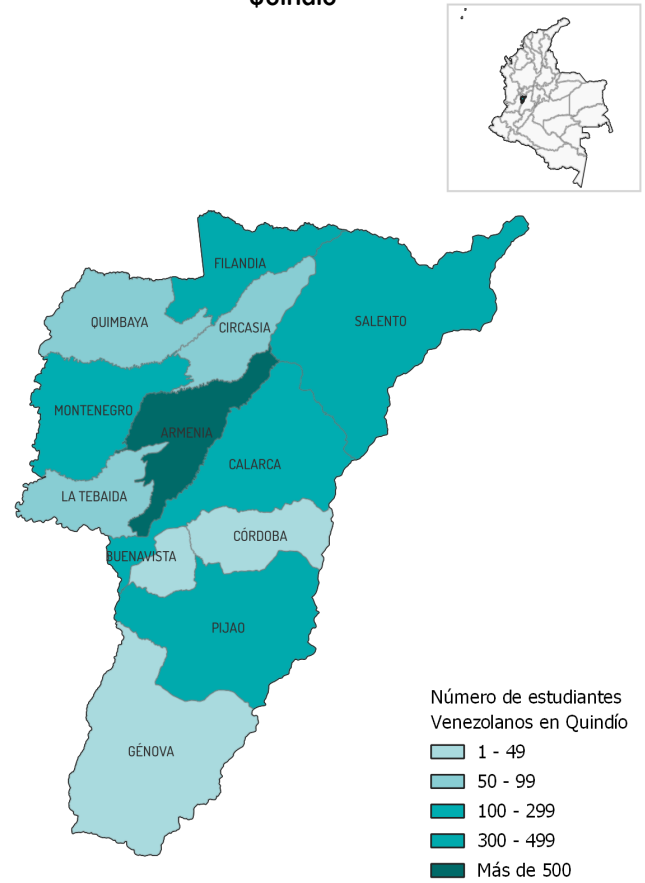 Quindío
FILANDIA
QUIMBAYA
CIRCASIA
SALENTO
MONTENEGRO
ARMENIA
CALARCA
LA TEBAIDA
CÓRDOBA
BUENAVISTA
PIJAO
GÉNOVA
Número de estudiantes
Venezolanos en Quindío
1 - 49
50 - 99
100 - 299
300 - 499
Más de 500